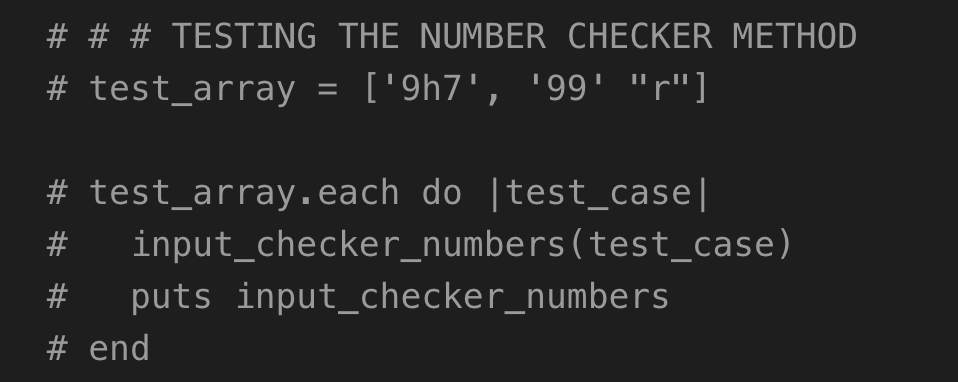 # # # TESTING THE NUMBER CHECKER METHOD
# test_array = ['9h7', '99' "r"]
# test_array.each do |test_case|
#   input_checker_numbers(test_case)
#   puts input_checker_numbers
# end